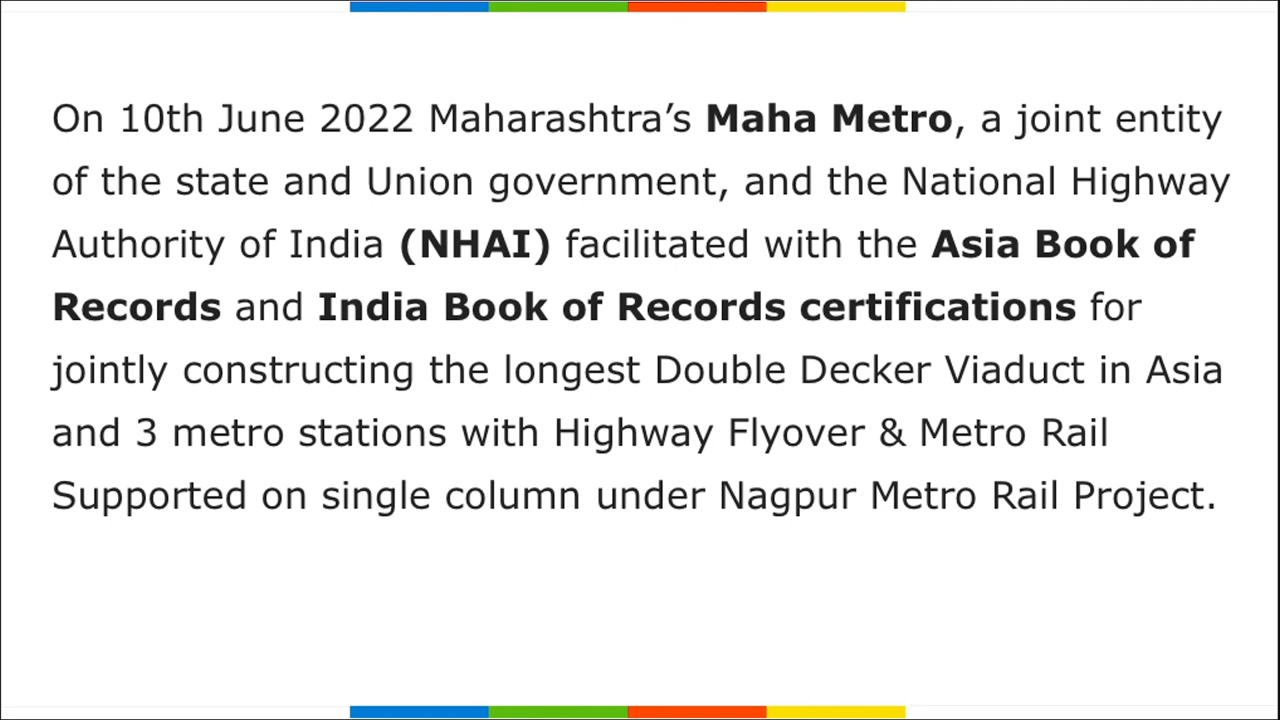 On 10th June 2022 Maharashtra’s Maha Metro, a joint entity
of the state and Union government, and the National Highway
Authority of India (NHAI) facilitated with the Asia Book of
Records and India Book of Records certifications for
jointly constructing the longest Double Decker Viaduct in Asia
and 3 metro stations with Highway Flyover & Metro Rail
Supported on single column under Nagpur Metro Rail Project.